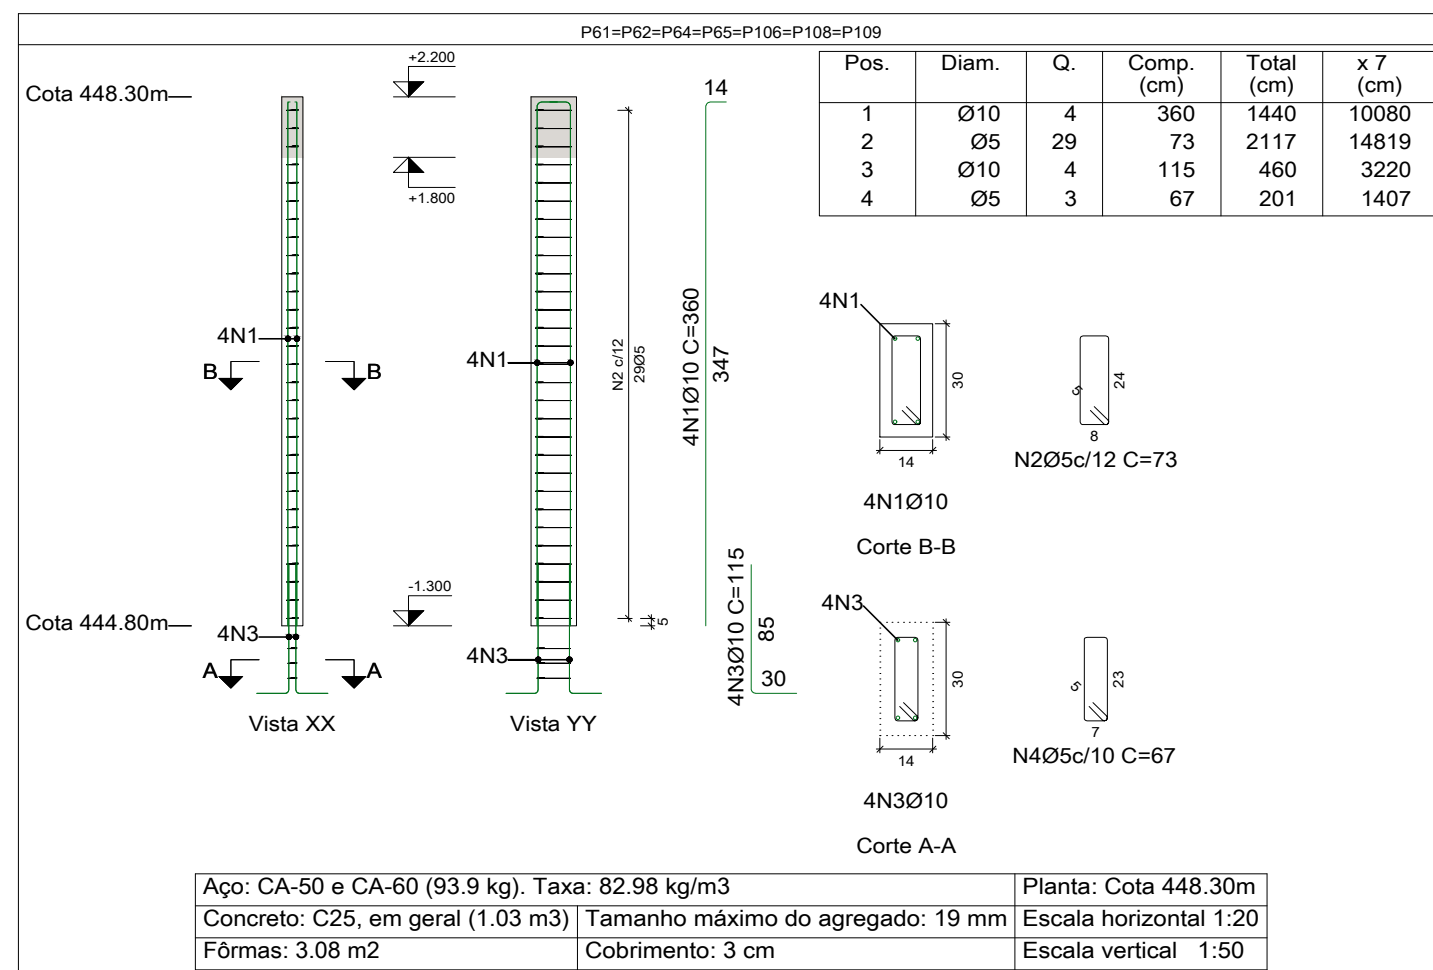 P61=P62=P64=P65=P106=P108=P109
Cota 448.30m
+2.200
+1.800
4N1
B B
-1.300
Cota 444.80m
4N3
A A
Vista XX
4N1
N2 c/12
29Ø5
5
4N3
Vista YY
14
4N1Ø10 C=360
347
4N3Ø10 C=115
85
30
Pos. Diam. Q. Comp. (cm) Total (cm) x 7 (cm)
1 Ø10 4 360 1440 10080
2 Ø5 29 73 2117 14819
3 Ø10 4 115 460 3220
4 Ø5 3 67 201 1407
4N1
30
14
4N1Ø10
Corte B-B
5
24
8
N2Ø5c/12 C=73
4N3
30
14
4N3Ø10
Corte A-A
5
23
7
N4Ø5c/10 C=67
Aço: CA-50 e CA-60 (93.9 kg). Taxa: 82.98 kg/m3 Planta: Cota 448.30m
Concreto: C25, em geral (1.03 m3) Tamanho máximo do agregado: 19 mm Escala horizontal 1:20
Fôrmas: 3.08 m2 Cobrimento: 3 cm Escala vertical 1:50